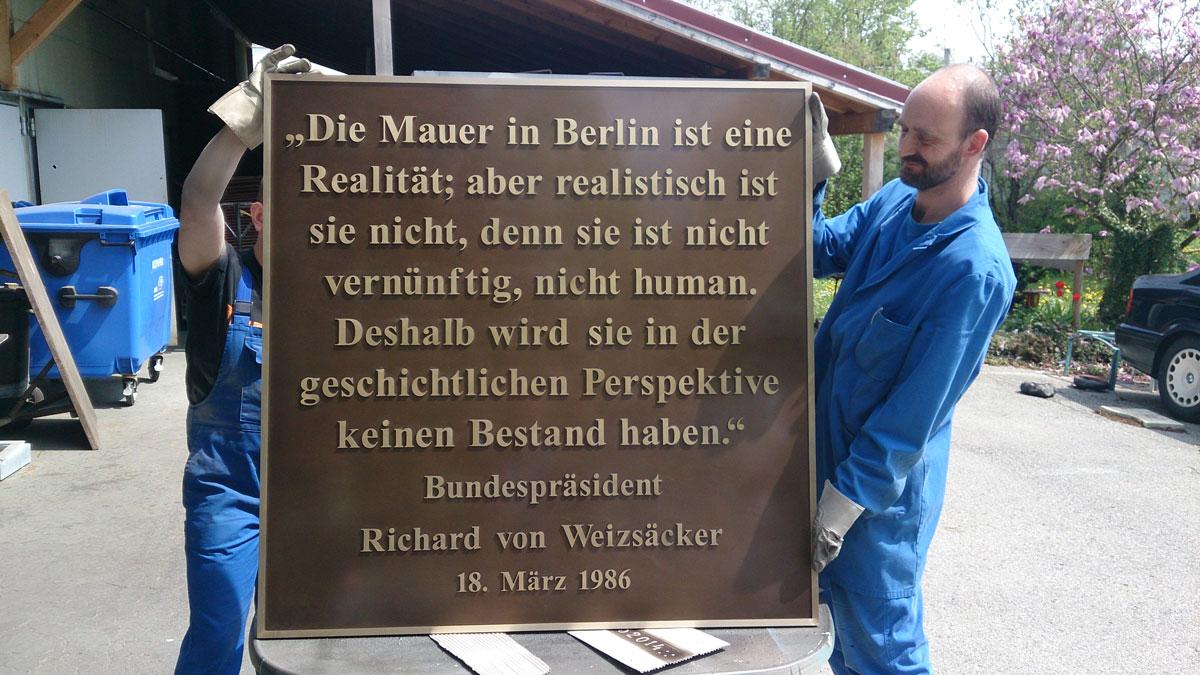 „Die Mauer in Berlin ist eine
Realität; aber realistisch ist
sie nicht, denn sie ist nicht
vernünftig, nicht human.
Deshalb wird sie in der
geschichtlichen Perspektive
keinen Bestand haben.“
Bundespräsident
Richard von Weizsäcker
18. März 1986
2014